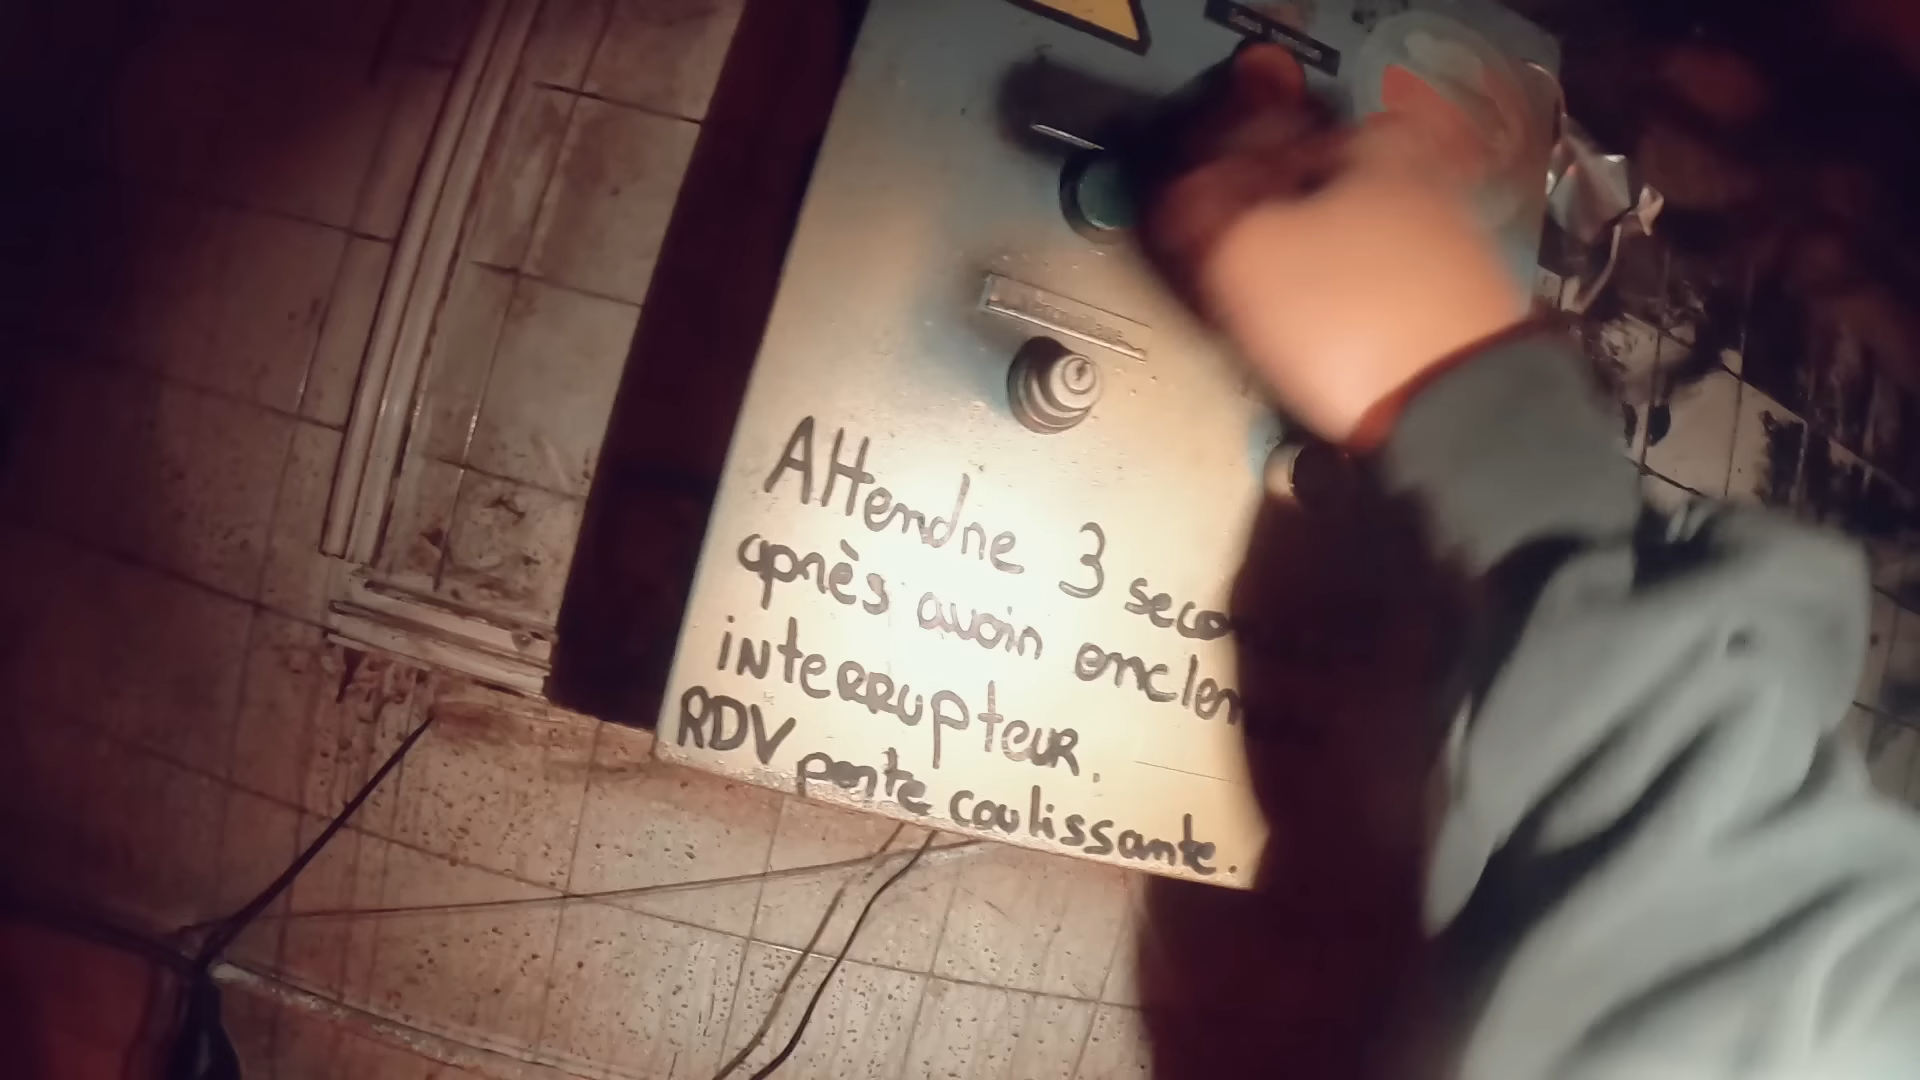 Attendre 3 seco
après avoir enclen
interrupteur.
RDV porte coulissante.